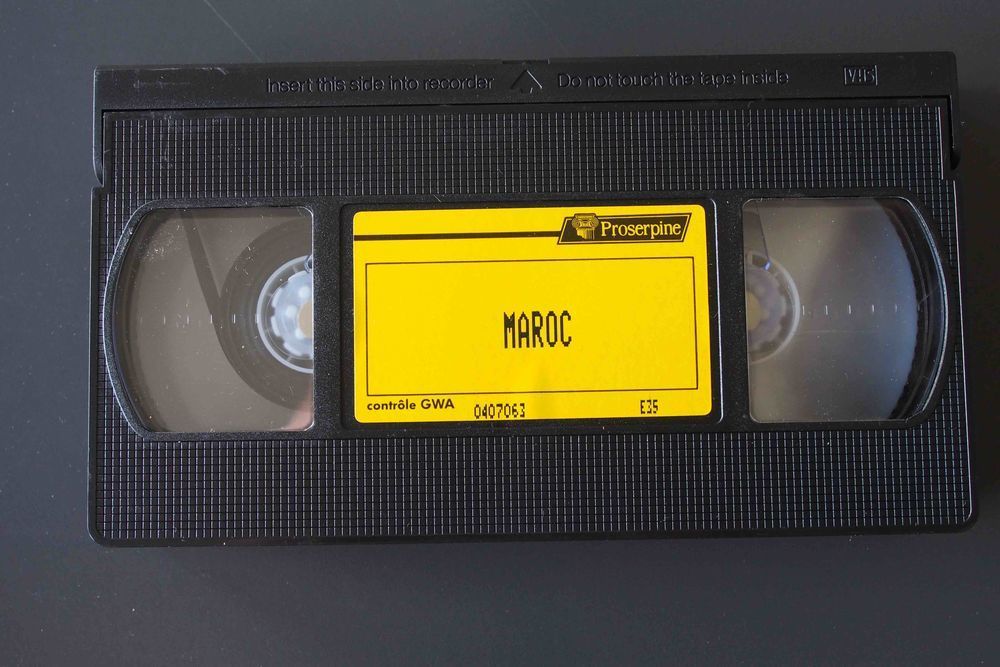 Insert this side into recorder Do not touch the tape inside VHS
Proserpine
MAROC
contrôle GWA 0407063 E35